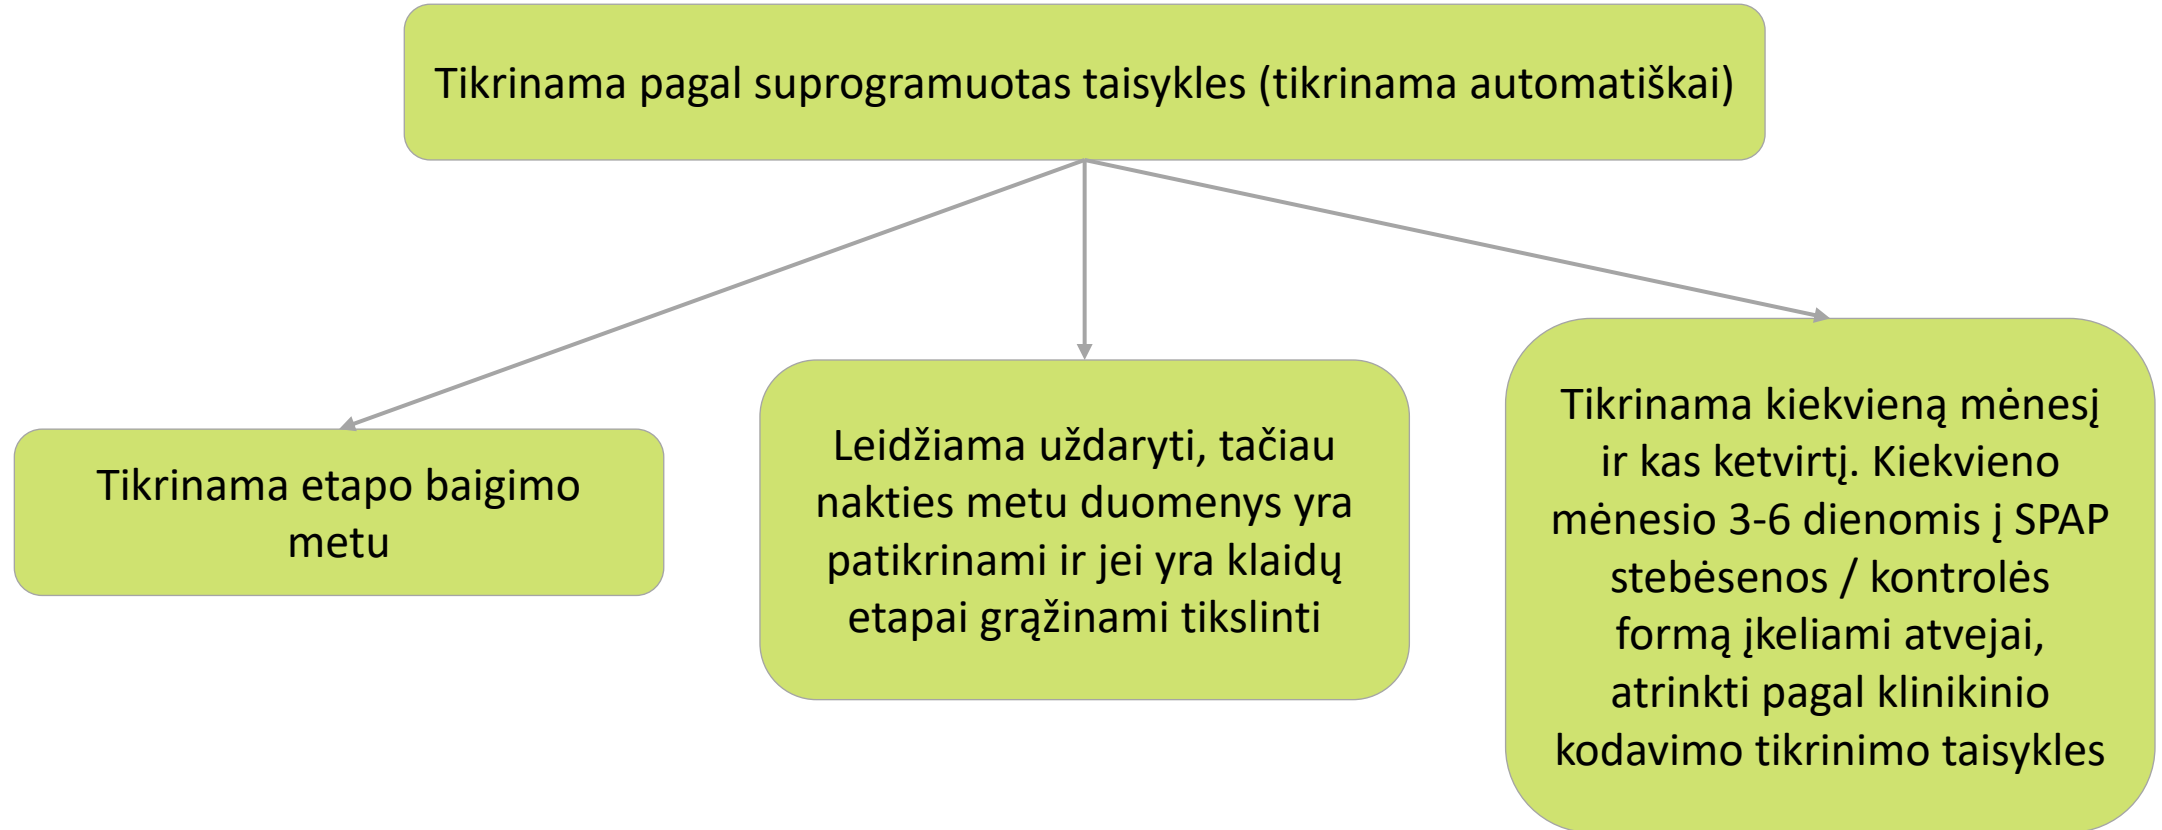 Tikrinama pagal suprogramuotas taisykles (tikrinama automatiškai)
Tikrinama etapo baigimo
metu
Leidžiama uždaryti, tačiau
nakties metu duomenys yra
patikrinami ir jei yra klaidų
etapai grąžinami tikslinti
Tikrinama kiekvieną mėnesį
ir kas ketvirtį. Kiekvieno
mėnesio 3-6 dienomis į SPAP
stebėsenos / kontrolės
formą įkeliami atvejai,
atrinkti pagal klinikinio
kodavimo tikrinimo taisykles